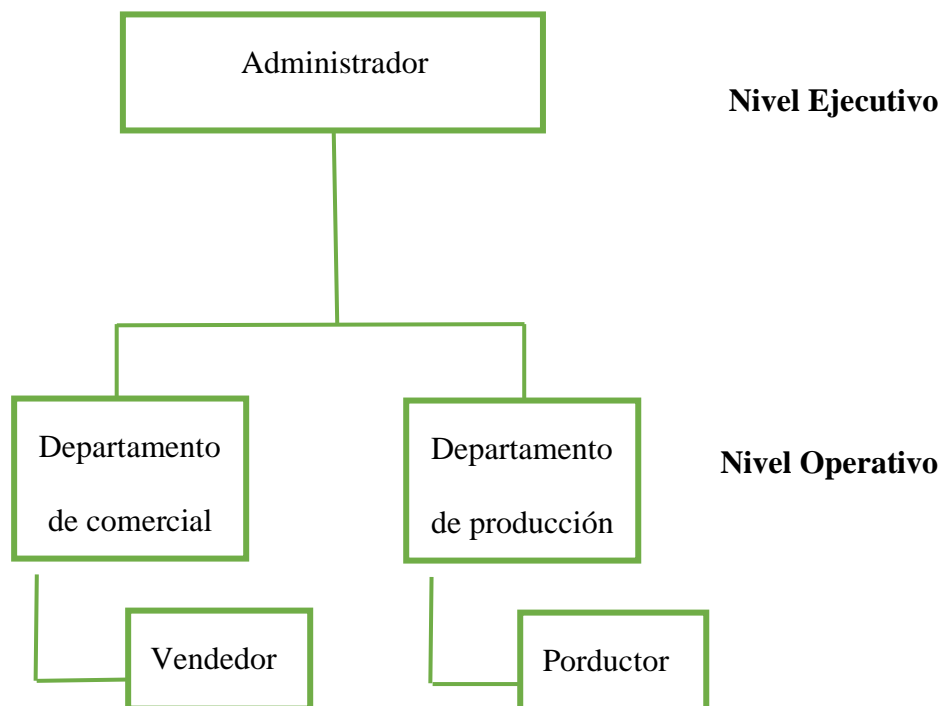 Administrador
Nivel Ejecutivo
Departamento
de comercial
Departamento
de producción
Nivel Operativo
Vendedor
Porductor